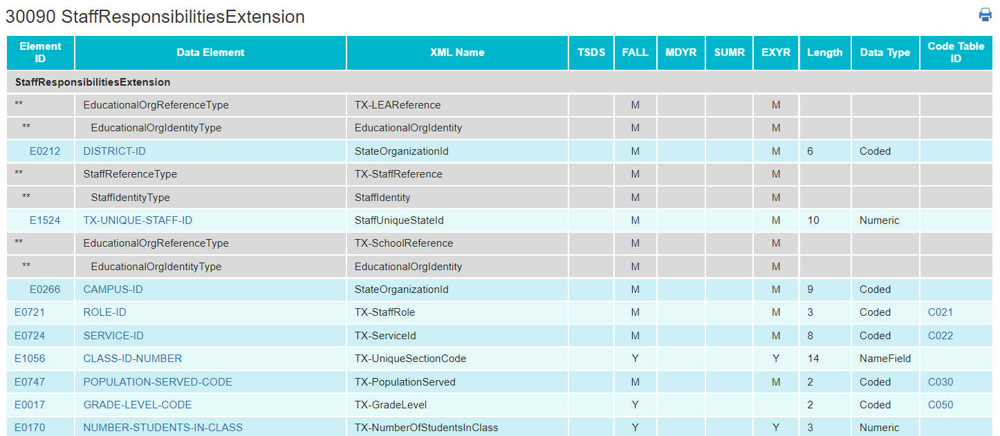 30090 StaffResponsibilitiesExtension
Element ID Data Element XML Name TSDS FALL MDYR SUMR EXYR Length Data Type Code Table ID
StaffResponsibilitiesExtension
** EducationalOrgReferenceType TX-LEAReference M M
** EducationalOrgIdentityType EducationalOrgIdentity M M
E0212 DISTRICT-ID StateOrganizationId M M 6 Coded
** StaffReferenceType TX-StaffReference M M
** StaffIdentityType StaffIdentity M M
E1524 TX-UNIQUE-STAFF-ID StaffUniqueStateId M M 10 Numeric
** EducationalOrgReferenceType TX-SchoolReference M M
** EducationalOrgIdentityType EducationalOrgIdentity M M
E0266 CAMPUS-ID StateOrganizationId M M 9 Coded
E0721 ROLE-ID TX-StaffRole M M 3 Coded C021
E0724 SERVICE-ID TX-ServiceId M M 8 Coded C022
E1056 CLASS-ID-NUMBER TX-UniqueSectionCode Y Y 14 NameField
E0747 POPULATION-SERVED-CODE TX-PopulationServed M M 2 Coded C030
E0017 GRADE-LEVEL-CODE TX-GradeLevel Y 2 Coded C050
E0170 NUMBER-STUDENTS-IN-CLASS TX-NumberOfStudentsInClass Y Y 3 Numeric